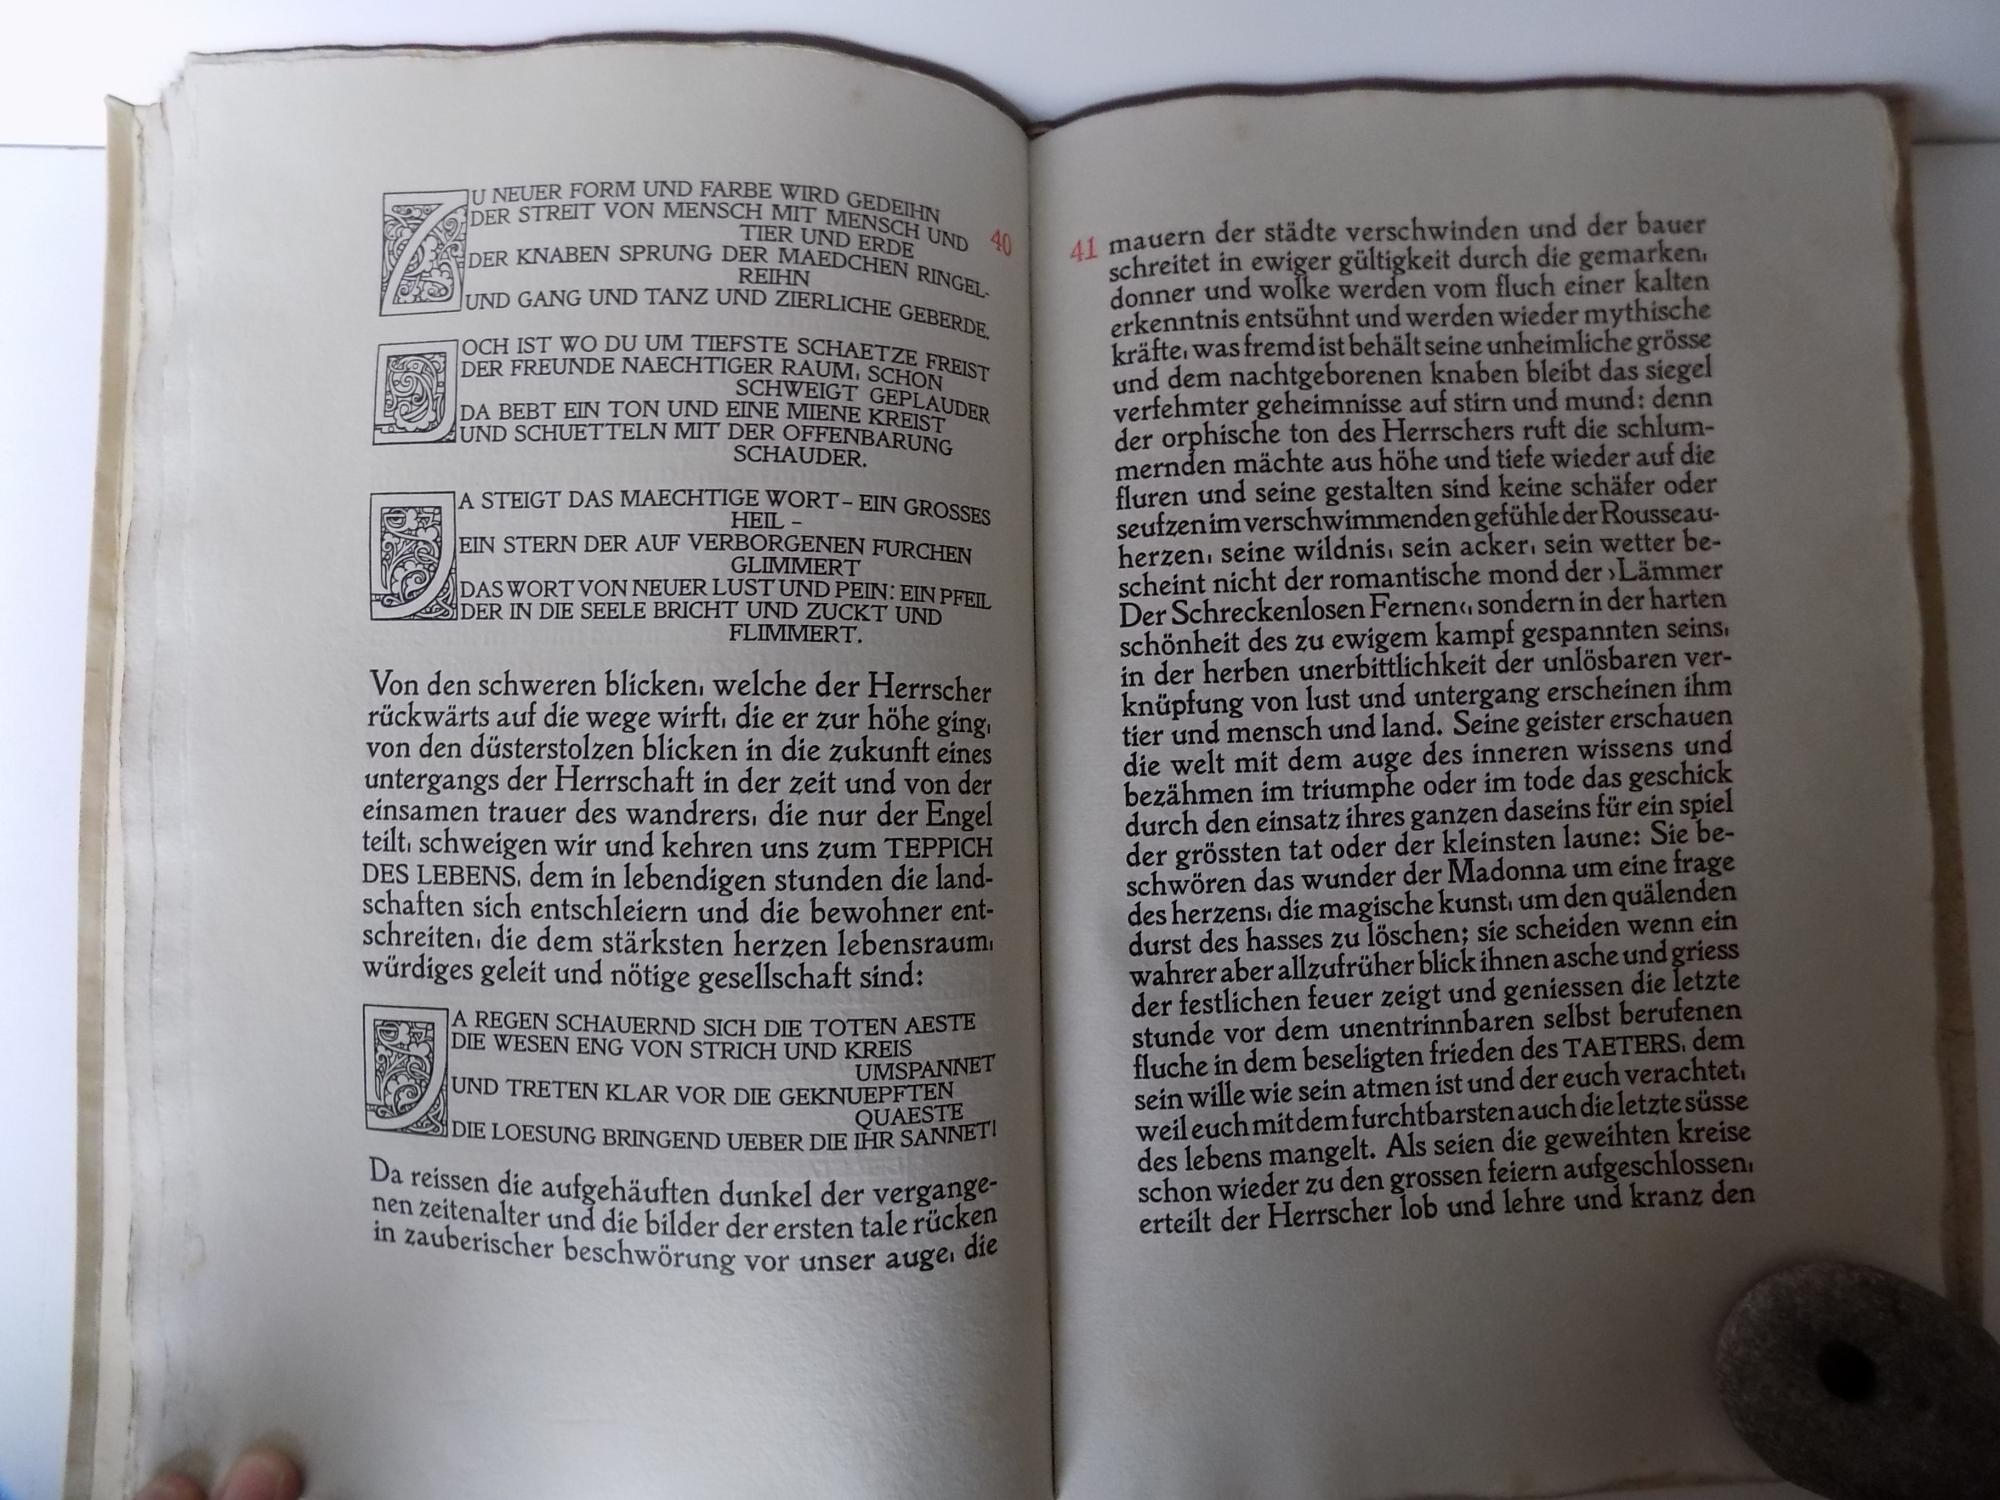 ZU NEUER FORM UND FARBE WIRD GEDEIHN
DER STREIT VON MENSCH MIT MENSCH UND
TIER UND ERDE
DER KNABEN SPRUNG DER MAEDCHEN RINGEL-
REIHN
UND GANG UND TANZ UND ZIERLICHE GEBERDE.
DOCH IST WO DU UM TIEFSTE SCHAETZE FREIST
DER FREUNDE NAECHTIGER RAUM, SCHON
SCHWEIGT GEPLAUDER
DA BEBT EIN TON UND EINE MIENE KREIST
UND SCHUETTELN MIT DER OFFENBARUNG
SCHAUDER.
DA STEIGT DAS MAECHTIGE WORT – EIN GROSSES
HEIL –
EIN STERN DER AUF VERBORGENEN FURCHEN
GLIMMERT
DAS WORT VON NEUER LUST UND PEIN: EIN PFEIL
DER IN DIE SEELE BRICHT UND ZUCKT UND
FLIMMERT.
Von den schweren blicken, welche der Herrscher
rückwärts auf die wege wirft, die er zur höhe ging,
von den düsterstolzen blicken in die zukunft eines
untergangs der Herrschaft in der zeit und von der
einsamen trauer des wandrers, die nur der Engel
teilt, schweigen wir und kehren uns zum TEPPICH
DES LEBENS, dem in lebendigen stunden die land-
schaften sich entschleiern und die bewohner ent-
schreiten, die dem stärksten herzen lebensraum,
würdiges geleit und nötige gesellschaft sind:
DA REGEN SCHAUERND SICH DIE TOTEN AESTE
DIE WESEN ENG VON STRICH UND KREIS
UMSPANNET
UND TRETEN KLAR VOR DIE GEKNUEPFTEN
QUAESTE
DIE LOESUNG BRINGEND UEBER DIE IHR SANNET!
Da reissen die aufgehäuften dunkel der vergange-
nen zeitenalter und die bilder der ersten tale rücken
in zauberischer beschwörung vor unser auge, die
40
41
mauern der städte verschwinden und der bauer
schreitet in ewiger gültigkeit durch die gemarken,
donner und wolke werden vom fluch einer kalten
erkenntnis entsühnt und werden wieder mythische
kräfte, was fremd ist behält seine unheimliche grösse
und dem nachtgeborenen knaben bleibt das siegel
verfehmter geheimnisse auf stirn und mund: denn
der orphische ton des Herrschers ruft die schlum-
mernden mächte aus höhe und tiefe wieder auf die
fluren und seine gestalten sind keine schäfer oder
seufzen im verschwimmenden gefühle der Rousseau-
herzen, seine wildnis, sein acker, sein wetter be-
scheint nicht der romantische mond der ›Lämmer
Der Schreckenlosen Fernen‹, sondern in der harten
schönheit des zu ewigem kampf gespannten seins,
in der herben unerbittlichkeit der unlösbaren ver-
knüpfung von lust und untergang erscheinen ihm
tier und mensch und land. Seine geister erschauen
die welt mit dem auge des inneren wissens und
bezähmen im triumphe oder im tode das geschick
durch den einsatz ihres ganzen daseins für ein spiel
der grössten tat oder der kleinsten laune: Sie be-
schwören das wunder der Madonna um eine frage
des herzens, die magische kunst, um den quälenden
durst des hasses zu löschen; sie scheiden wenn ein
wahrer aber allzufrüher blick ihnen asche und griess
der festlichen feuer zeigt und geniessen die letzte
stunde vor dem unentrinnbaren selbst berufenen
fluche in dem beseligten frieden des TAETERS, dem
sein wille wie sein atmen ist und der euch verachtet,
weil euch mit dem furchtbarsten auch die letzte süsse
des lebens mangelt. Als seien die geweihten kreise
schon wieder zu den grossen feiern aufgeschlossen,
erteilt der Herrscher lob und lehre und kranz den